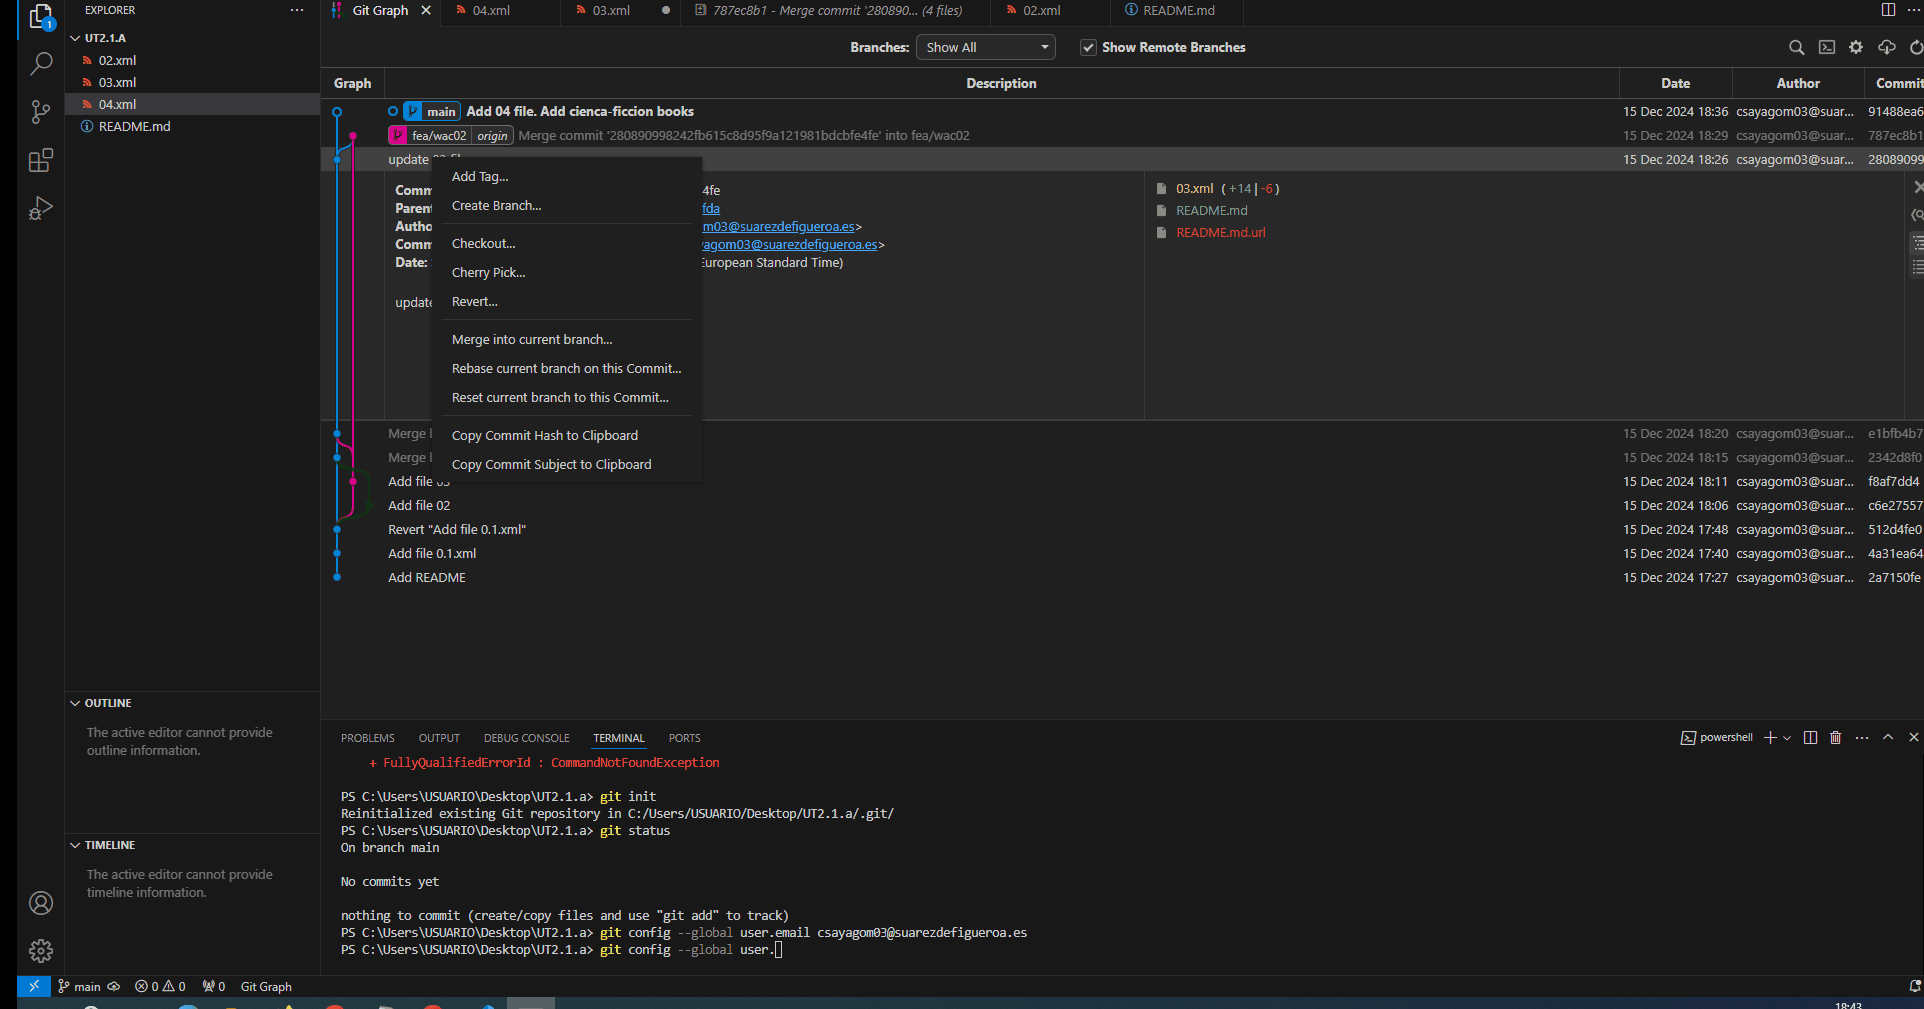 EXPLORER
Git Graph
04.xml
03.xml
787ec8b1 - Merge commit '280890... (4 files)
02.xml
README.md
1
UT2.1.A
02.xml
03.xml
04.xml
README.md
Branches:
Show All
Show Remote Branches
Graph
Description
Date
Author
Commit
main
Add 04 file. Add cienca-ficcion books
15 Dec 2024 18:36
csayagom03@suar...
91488ea6
fea/wac02
origin
Merge commit '280890998242fb615c8d95f9a121981bdcbfe4fe' into fea/wac02
15 Dec 2024 18:29
csayagom03@suar...
787ec8b1
update
15 Dec 2024 18:26
csayagom03@suar...
28089099
Add Tag...
Create Branch...
Checkout...
Cherry Pick...
Revert...
Merge into current branch...
Rebase current branch on this Commit...
Reset current branch to this Commit...
Copy Commit Hash to Clipboard
Copy Commit Subject to Clipboard
Comm
4fe
Parent
fda
Autho
m03@suarezdefigueroa.es>
Comm
yagom03@suarezdefigueroa.es>
Date:
European Standard Time)
update
03.xml (+14|-6)
README.md
README.md.url
Merge
15 Dec 2024 18:20
csayagom03@suar...
e1bfb4b7
Merge
15 Dec 2024 18:15
csayagom03@suar...
2342d8f0
Add file 03
15 Dec 2024 18:11
csayagom03@suar...
f8af7dd4
Add file 02
15 Dec 2024 18:06
csayagom03@suar...
c6e27557
Revert "Add file 0.1.xml"
15 Dec 2024 17:48
csayagom03@suar...
512d4fe0
Add file 0.1.xml
15 Dec 2024 17:40
csayagom03@suar...
4a31ea64
Add README
15 Dec 2024 17:27
csayagom03@suar...
2a7150fe
OUTLINE
The active editor cannot provide
outline information.
TIMELINE
The active editor cannot provide
timeline information.
PROBLEMS
OUTPUT
DEBUG CONSOLE
TERMINAL
PORTS
powershell
+ FullyQualifiedErrorId : CommandNotFoundException
PS C:\Users\USUARIO\Desktop\UT2.1.a> git init
Reinitialized existing Git repository in C:/Users/USUARIO/Desktop/UT2.1.a/.git/
PS C:\Users\USUARIO\Desktop\UT2.1.a> git status
On branch main
No commits yet
nothing to commit (create/copy files and use "git add" to track)
PS C:\Users\USUARIO\Desktop\UT2.1.a> git config --global user.email csayagom03@suarezdefigueroa.es
PS C:\Users\USUARIO\Desktop\UT2.1.a> git config --global user.
main
0
0
0
Git Graph
18:43